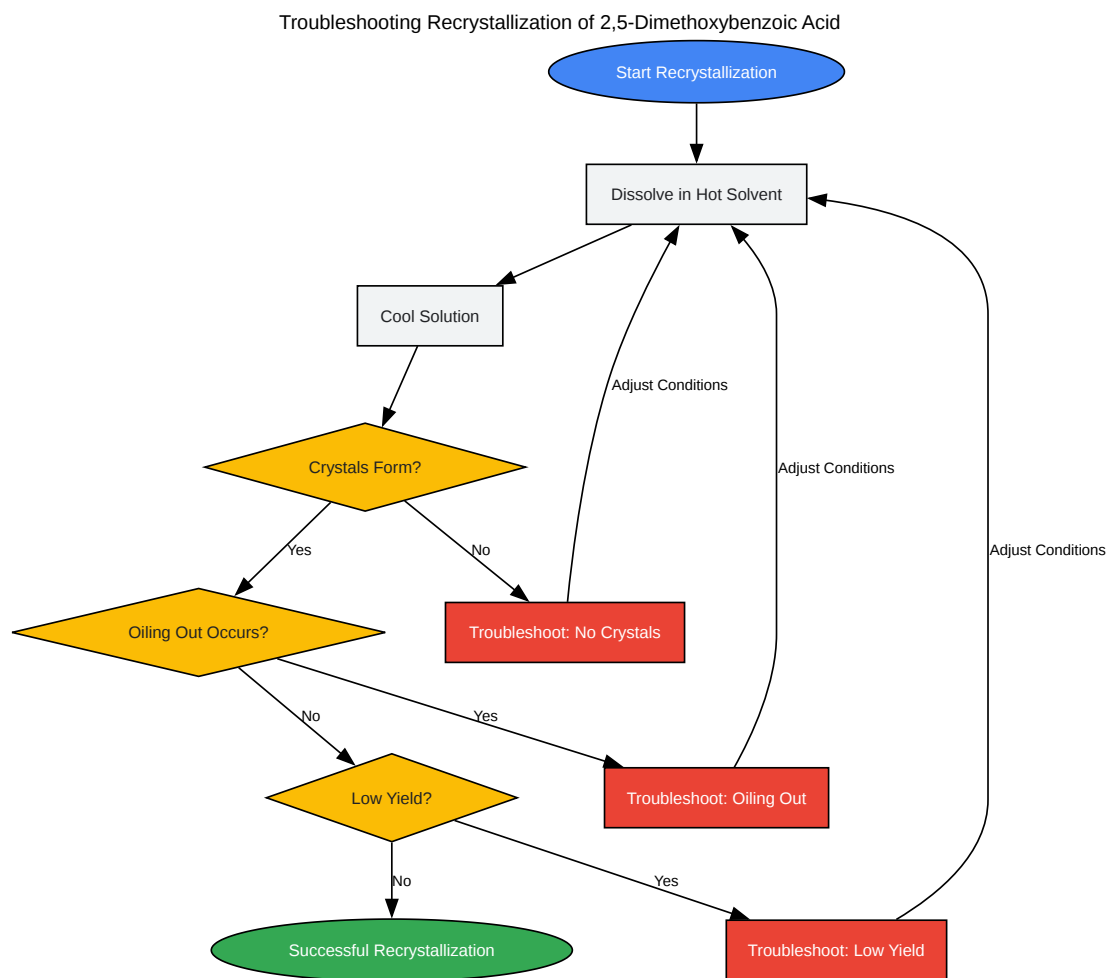 Troubleshooting Recrystallization of 2,5-Dimethoxybenzoic Acid
Start Recrystallization
Dissolve in Hot Solvent
Cool Solution
Adjust Conditions
Crystals Form?
Adjust Conditions
Yes
No
Adjust Conditions
Oiling Out Occurs?
Troubleshoot: No Crystals
No
Yes
Low Yield?
Troubleshoot: Oiling Out
No
Yes
Successful Recrystallization
Troubleshoot: Low Yield